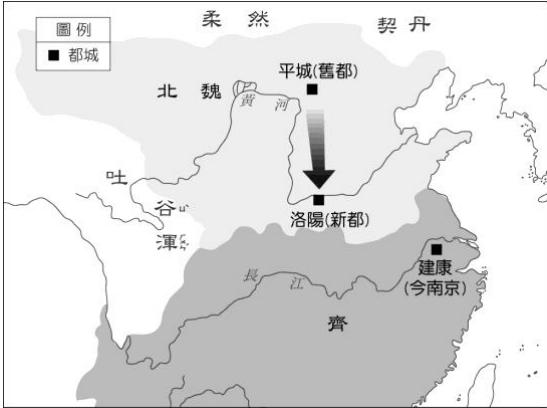 柔然
契丹
圖例
■ 都城
平城(舊都)
北魏
黃河
吐谷渾
洛陽(新都)
建康
(今南京)
長江
齊